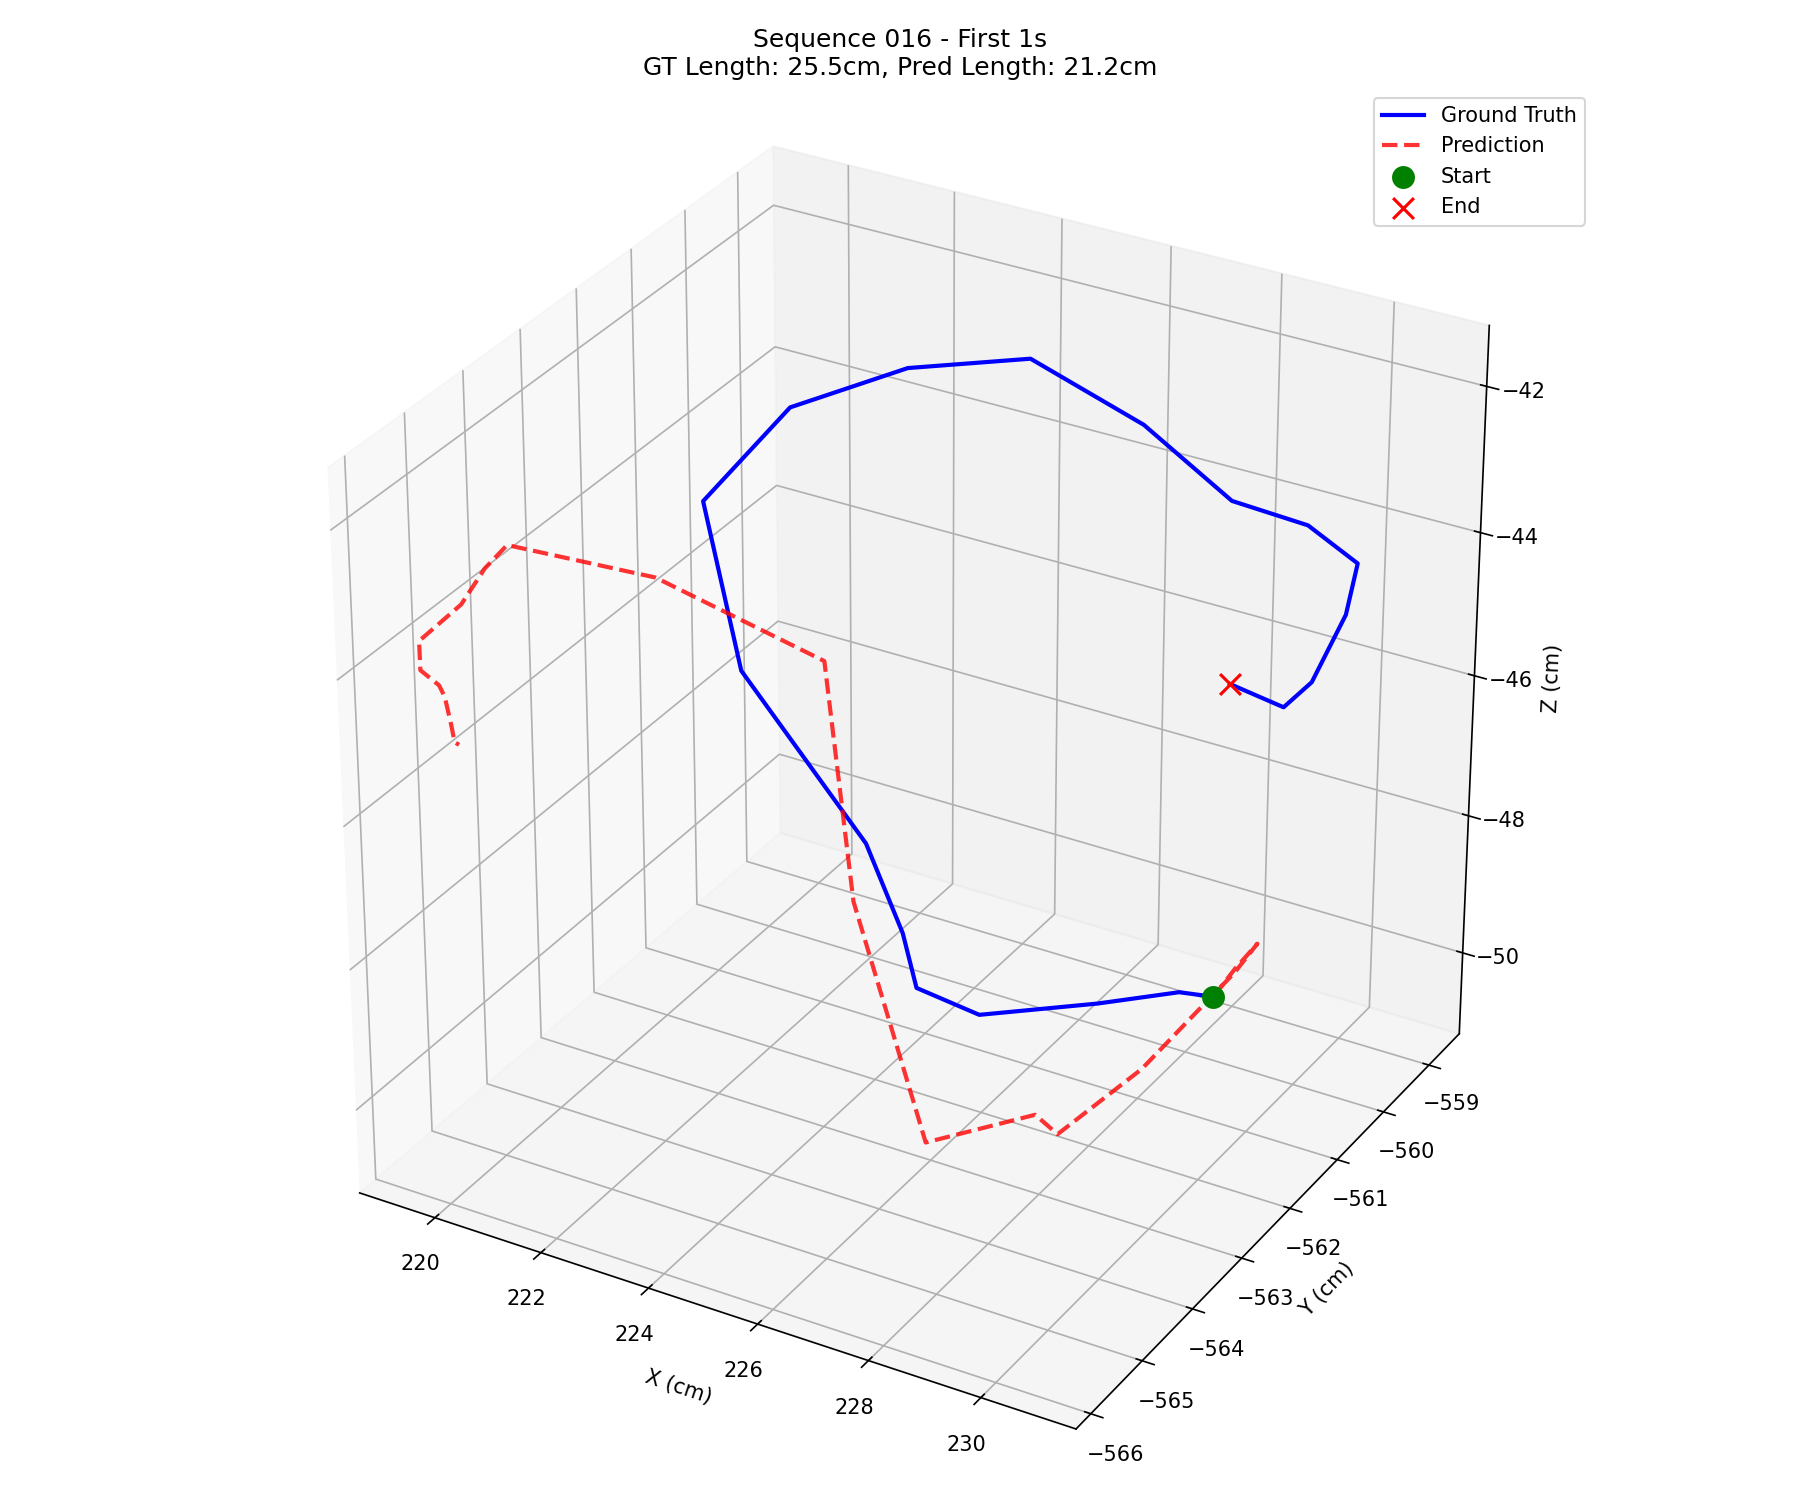 Sequence 016 - First 1s
GT Length: 25.5cm, Pred Length: 21.2cm
Ground Truth
Prediction
Start
End
−42
−44
−46
−48
−50
Z (cm)
−559
−560
−561
−562
−563
−564
−565
−566
Y (cm)
220
222
224
226
228
230
X (cm)